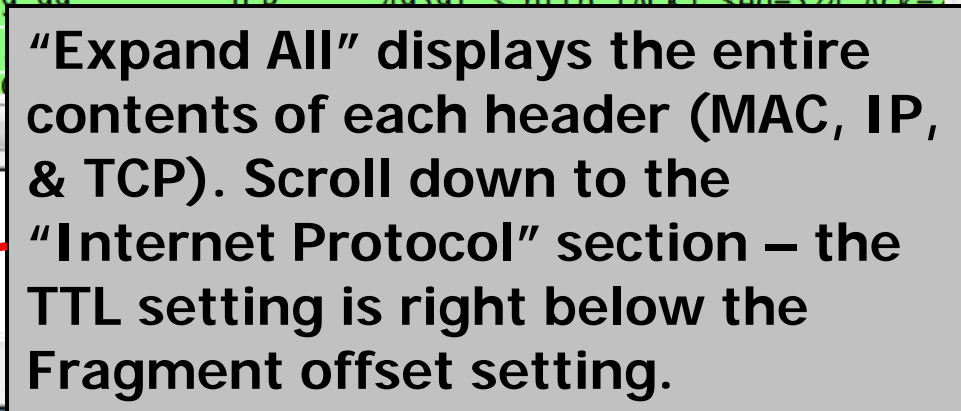 “Expand All” displays the entire
contents of each header (MAC, IP,
& TCP). Scroll down to the
“Internet Protocol” section – the
TTL setting is right below the
Fragment offset setting.